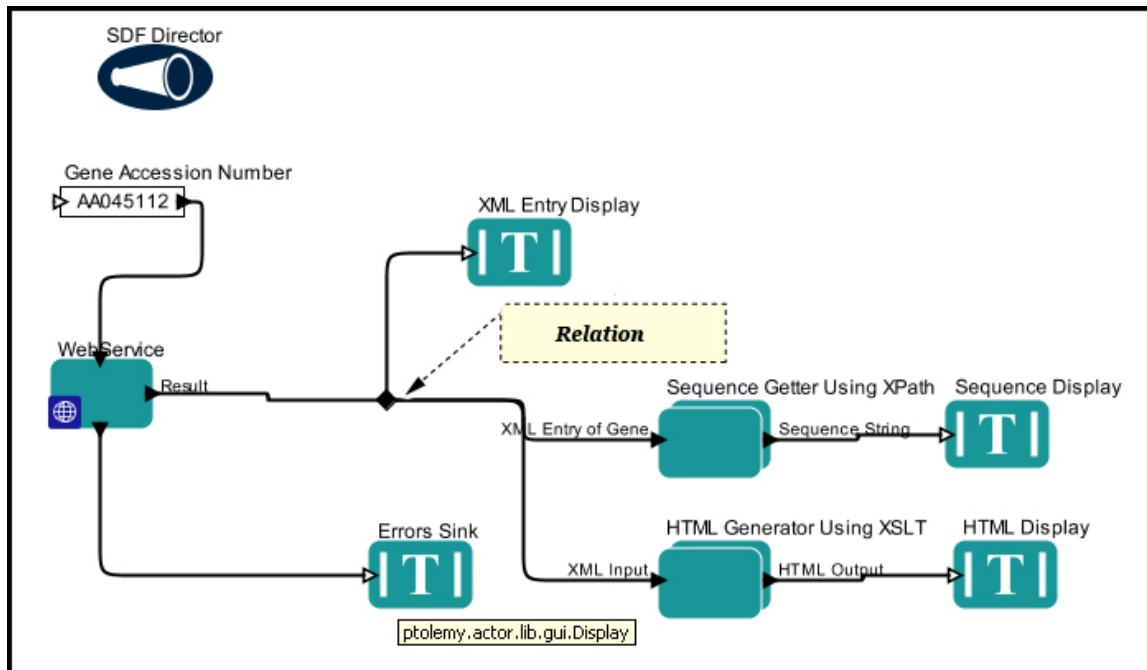 SDF Director
Gene Accession Number
AA045112
XML Entry Display
T
Relation
WebService
Result
Sequence Getter Using XPath
Sequence Display
XML Entry of Gene
Sequence String
T
Errors Sink
T
HTML Generator Using XSLT
HTML Display
XML Input
HTML Output
T
ptolemy.actor.lib.gui.Display